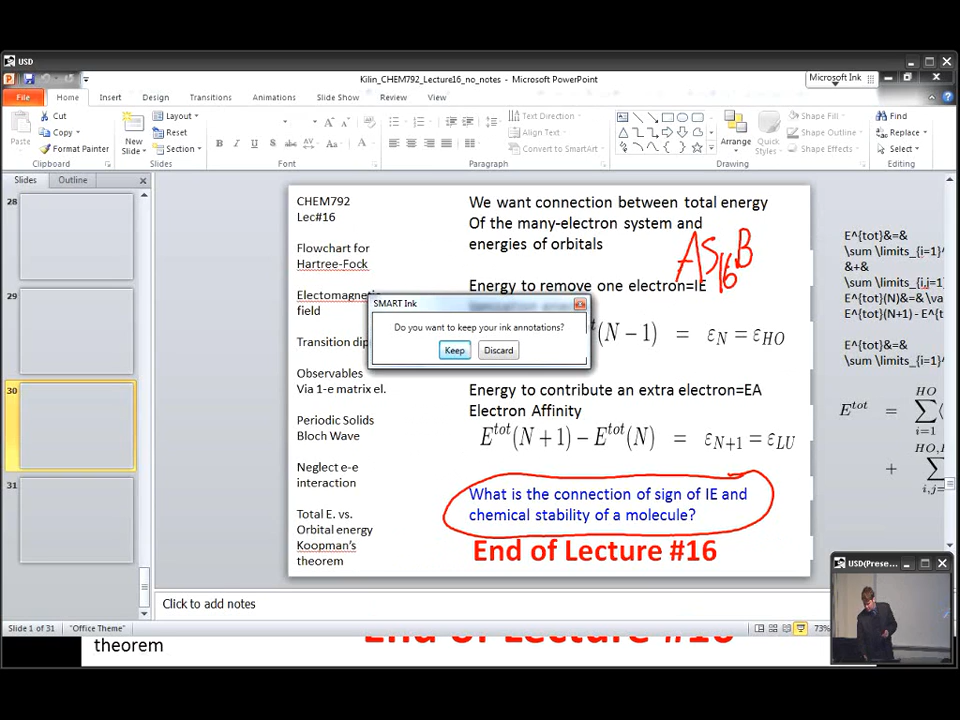 USD
Kilin_CHEM792_Lecture16_no_notes - Microsoft PowerPoint
Microsoft Ink
File Home Insert Design Transitions Animations Slide Show Review View
Paste
Cut
Copy
Format Painter
Clipboard
New Slide
Layout
Reset
Section
Slides
B I U S abc AV Aa A
Font
Text Direction
Align Text
Convert to SmartArt
Paragraph
Arrange
Quick Styles
Shape Fill
Shape Outline
Shape Effects
Drawing
Find
Replace
Select
Editing
Slides Outline
28
29
30
31
CHEM792
Lec#16
Flowchart for
Hartree-Fock
Electomagnetic
field
Transition dip
Observables
Via 1-e matrix el.
Periodic Solids
Bloch Wave
Neglect e-e
interaction
Total E. vs.
Orbital energy
Koopman's
theorem
We want connection between total energy
Of the many-electron system and
energies of orbitals
AS16B
Energy to remove one electron=IE
(N − 1) = ε_N = ε_HO
Energy to contribute an extra electron=EA
Electron Affinity
E^tot(N + 1) − E^tot(N) = ε_N+1 = ε_LU
What is the connection of sign of IE and
chemical stability of a molecule?
End of Lecture #16
SMART Ink
Do you want to keep your ink annotations?
Keep Discard
E^{tot}&=&
\sum \limits_{i=1}^
&+&
\sum \limits_{i,j=1}
E^{tot}(N)&=& \va
E^{tot}(N+1) - E^{t
E^{tot}&=&
\sum \limits_{i=1}^
E^tot = HO ∑ i=1 ⟨
+ HO,H ∑ i,j=
Click to add notes
Slide 1 of 31 "Office Theme" 73%
theorem
End of Lecture #16
USD(Prese